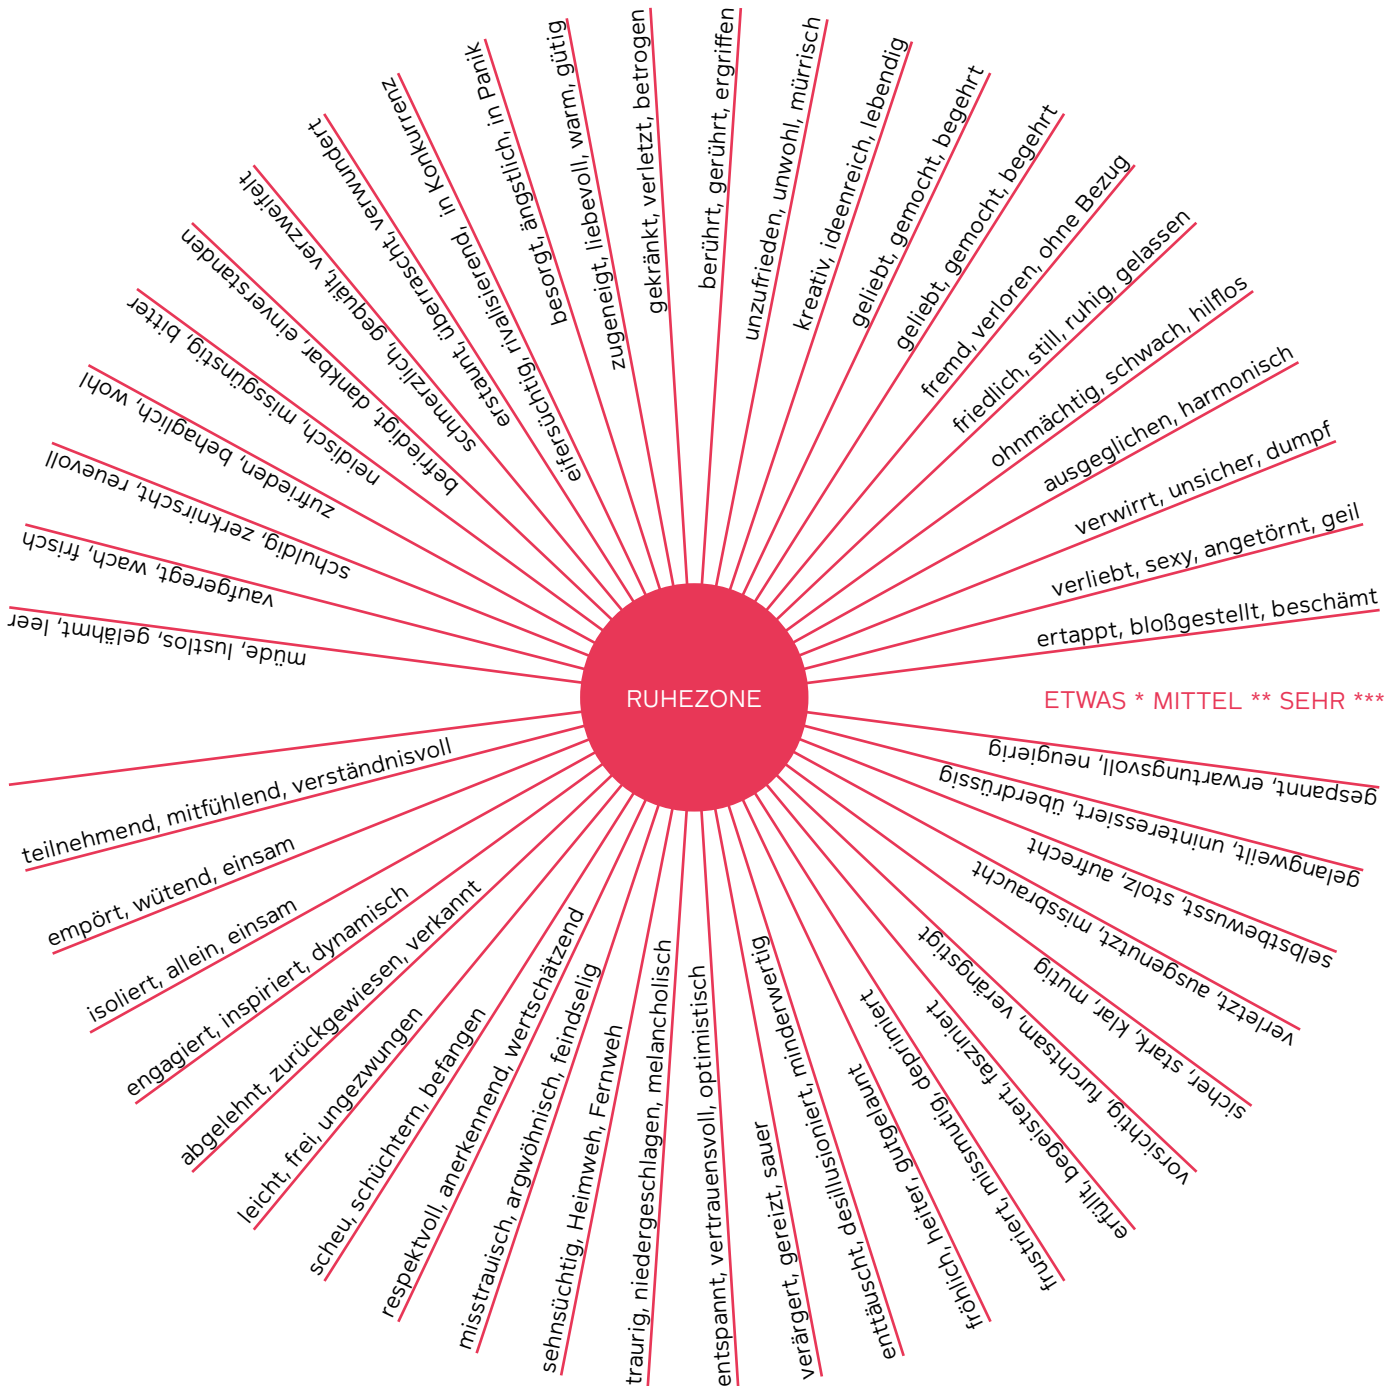 RUHEZONE
ETWAS * MITTEL ** SEHR ***
berührt, gerührt, ergriffen
unzufrieden, unwohl, mürrisch
kreativ, ideenreich, lebendig
geliebt, gemocht, begehrt
geliebt, gemocht, begehrt
fremd, verloren, ohne Bezug
friedlich, still, ruhig, gelassen
ohnmächtig, schwach, hilflos
ausgeglichen, harmonisch
verwirrt, unsicher, dumpf
verliebt, sexy, angetörnt, geil
ertappt, bloßgestellt, beschämt
gespannt, erwartungsvoll, neugierig
gelangweilt, uninteressiert, überdrüssig
selbstbewusst, stolz, aufrecht
verletzt, ausgenutzt, missbraucht
sicher, stark, klar, mutig
vorsichtig, furchtsam, verängstigt
erfüllt, begeistert, fasziniert
frustriert, missmutig, deprimiert
fröhlich, heiter, gutgelaunt
enttäuscht, desillusioniert, minderwertig
verärgert, gereizt, sauer
entspannt, vertrauensvoll, optimistisch
traurig, niedergeschlagen, melancholisch
sehnsüchtig, Heimweh, Fernweh
misstrauisch, argwöhnisch, feindselig
respektvoll, anerkennend, wertschätzend
scheu, schüchtern, befangen
leicht, frei, ungezwungen
abgelehnt, zurückgewiesen, verkannt
engagiert, inspiriert, dynamisch
isoliert, allein, einsam
empört, wütend, einsam
teilnehmend, mitfühlend, verständnisvoll
müde, lustlos, gelähmt, leer
vaufgeregt, wach, frisch
schuldig, zerknirscht, reuevoll
zufrieden, behaglich, wohl
neidisch, missgünstig, bitter
befriedigt, dankbar, einverstanden
schmerzlich, gequält, verzweifelt
erstaunt, überrascht, verwundert
eifersüchtig, rivalisierend, in Konkurrenz
besorgt, ängstlich, in Panik
zugeneigt, liebevoll, warm, gütig
gekränkt, verletzt, betrogen